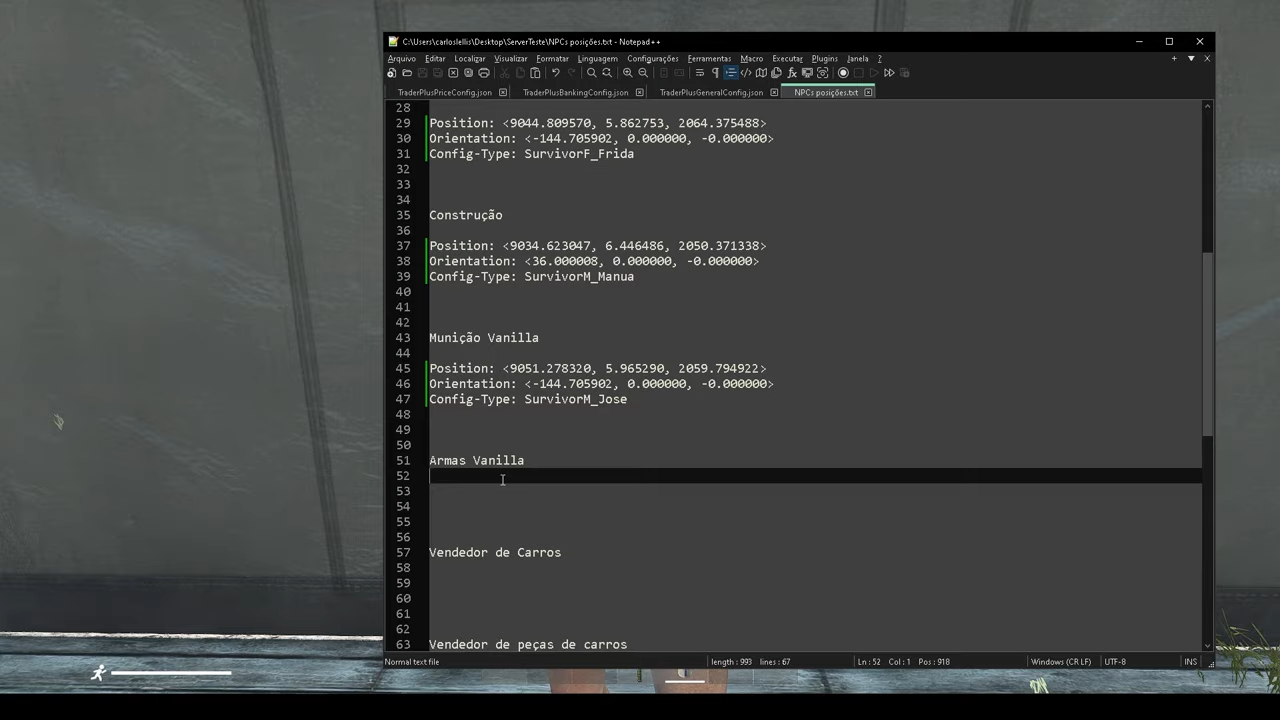 C:\Users\carloslellis\Desktop\ServerTeste\NPCs posições.txt - Notepad++
Arquivo Editar Localizar Visualizar Formatar Linguagem Configurações Ferramentas Macro Executar Plugins Janela ?
TraderPlusPriceConfig.json TraderPlusBankingConfig.json TraderPlusGeneralConfig.json NPCs posições.txt
28
29 Position: <9044.809570, 5.862753, 2064.375488>
30 Orientation: <-144.705902, 0.000000, -0.000000>
31 Config-Type: SurvivorF_Frida
32
33
34
35 Construção
36
37 Position: <9034.623047, 6.446486, 2050.371338>
38 Orientation: <36.000008, 0.000000, -0.000000>
39 Config-Type: SurvivorM_Manua
40
41
42
43 Munição Vanilla
44
45 Position: <9051.278320, 5.965290, 2059.794922>
46 Orientation: <-144.705902, 0.000000, -0.000000>
47 Config-Type: SurvivorM_Jose
48
49
50
51 Armas Vanilla
52
53
54
55
56
57 Vendedor de Carros
58
59
60
61
62
63 Vendedor de peças de carros
Normal text file length : 993 lines : 67 Ln : 52 Col : 1 Pos : 918 Windows (CR LF) UTF-8 INS